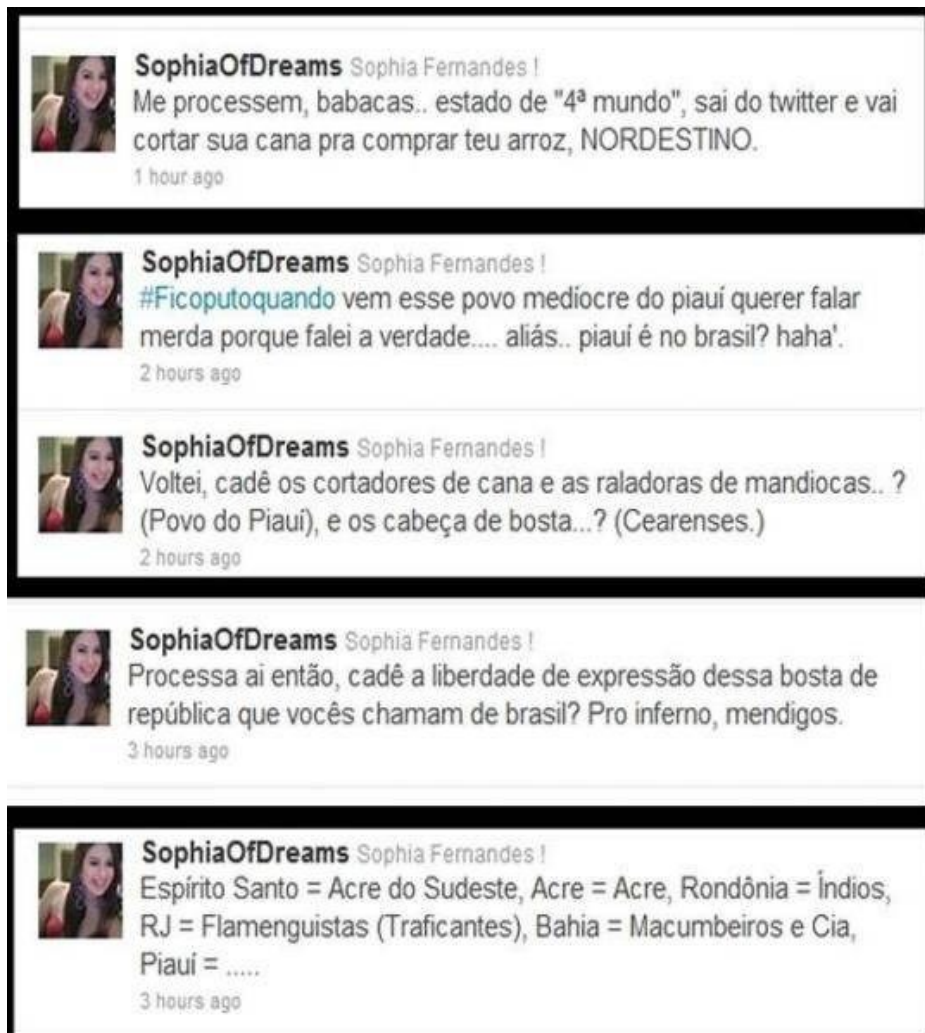 SophiaOfDreams Sophia Fernandes !
Me processem, babacas.. estado de "4ª mundo", sai do twitter e vai
cortar sua cana pra comprar teu arroz, NORDESTINO.
1 hour ago
SophiaOfDreams Sophia Fernandes !
#Ficoputoquando vem esse povo medíocre do piauí querer falar
merda porque falei a verdade.... aliás.. piauí é no brasil? haha'.
2 hours ago
SophiaOfDreams Sophia Fernandes !
Voltei, cadê os cortadores de cana e as raladoras de mandiocas.. ?
(Povo do Piauí), e os cabeça de bosta...? (Cearenses.)
2 hours ago
SophiaOfDreams Sophia Fernandes !
Processa ai então, cadê a liberdade de expressão dessa bosta de
república que vocês chamam de brasil? Pro inferno, mendigos.
3 hours ago
SophiaOfDreams Sophia Fernandes !
Espírito Santo = Acre do Sudeste, Acre = Acre, Rondônia = Índios,
RJ = Flamenguistas (Traficantes), Bahia = Macumbeiros e Cia,
Piauí = .....
3 hours ago